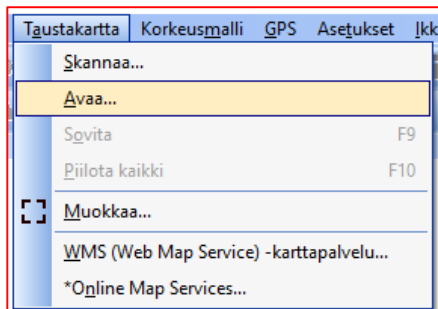 Taustakartta Korkeusmalli GPS Asetukset Ikk
Skannaa...
Avaa...
Sovita F9
Piilota kaikki F10
Muokkaa...
WMS (Web Map Service) -karttapalvelu...
*Online Map Services...